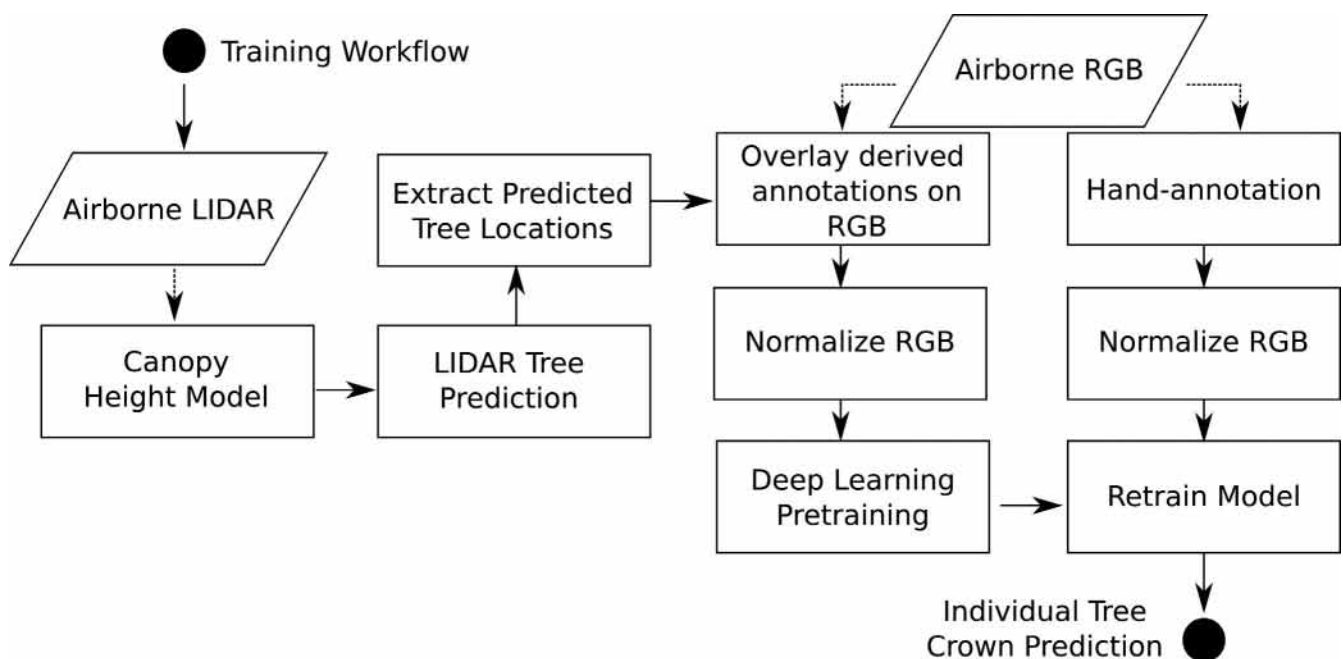 Training Workflow
Airborne RGB
Airborne LIDAR
Extract Predicted
Tree Locations
Overlay derived
annotations on
RGB
Hand-annotation
Canopy
Height Model
LIDAR Tree
Prediction
Normalize RGB
Normalize RGB
Deep Learning
Pretraining
Retrain Model
Individual Tree
Crown Prediction